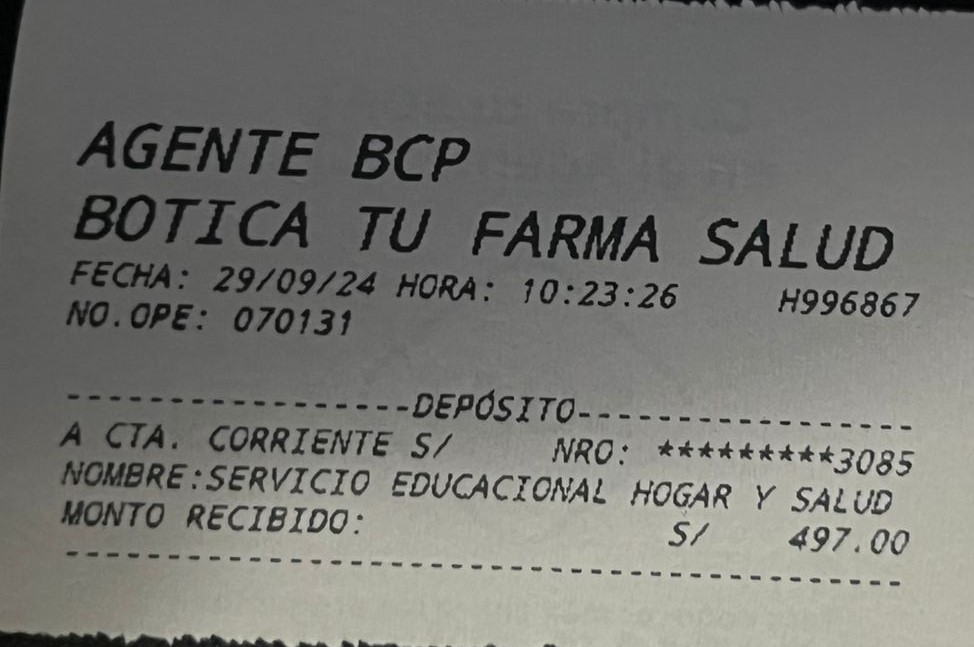 AGENTE BCP
BOTICA TU FARMA SALUD
FECHA: 29/09/24 HORA: 10:23:26 H996867
NO.OPE: 070131
-----------------DEPÓSITO-----------------
A CTA. CORRIENTE S/ NRO: *********3085
NOMBRE:SERVICIO EDUCACIONAL HOGAR Y SALUD
MONTO RECIBIDO: S/ 497.00
------------------------------------------